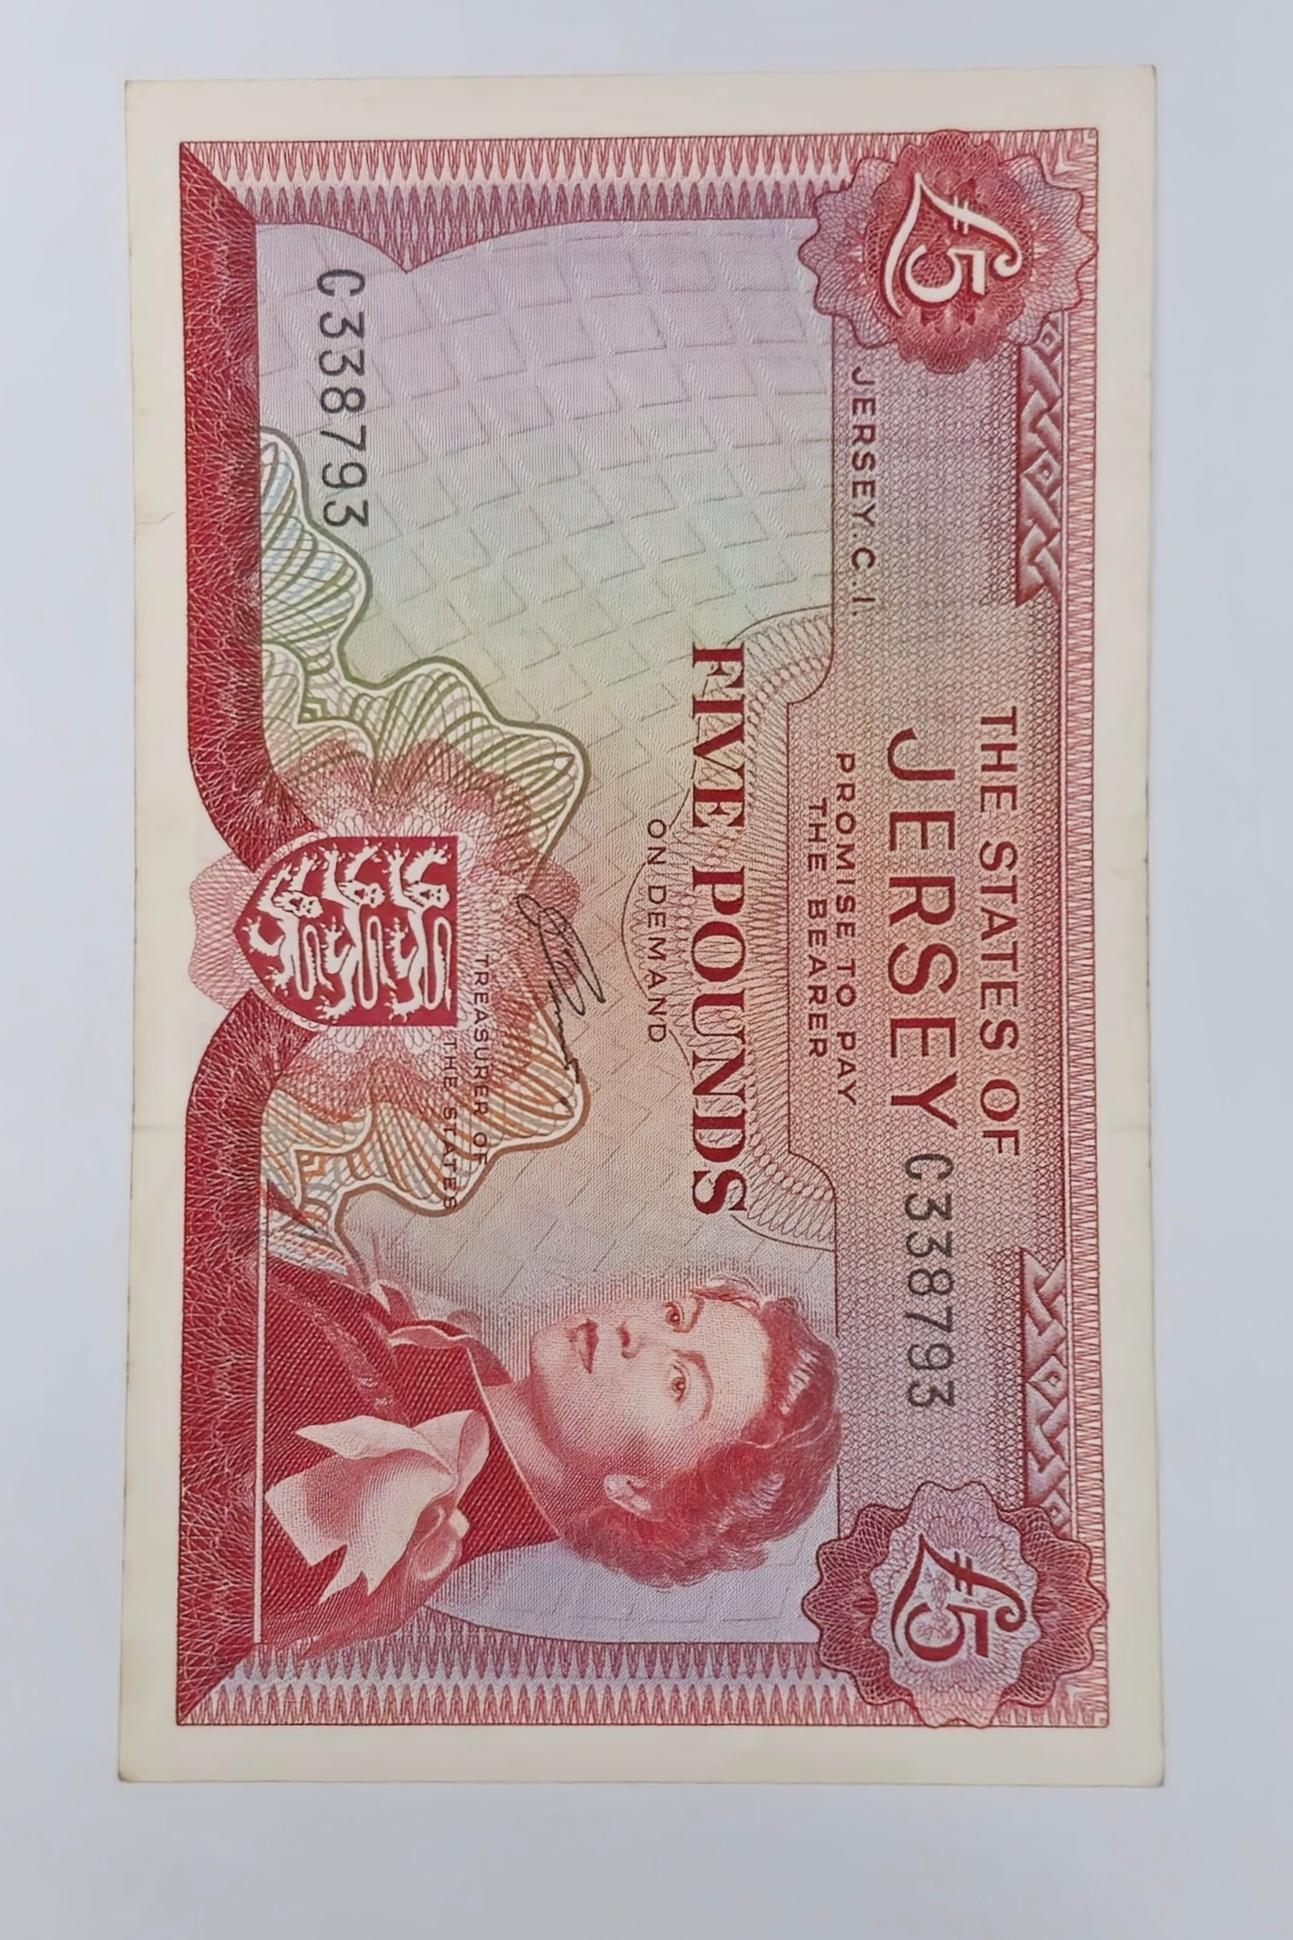 £5
THE STATES OF
£5
JERSEY
C338793
JERSEY. C.I.
PROMISE TO PAY
THE BEARER
FIVE POUNDS
ON DEMAND
C338793
TREASURER OF
THE STATES